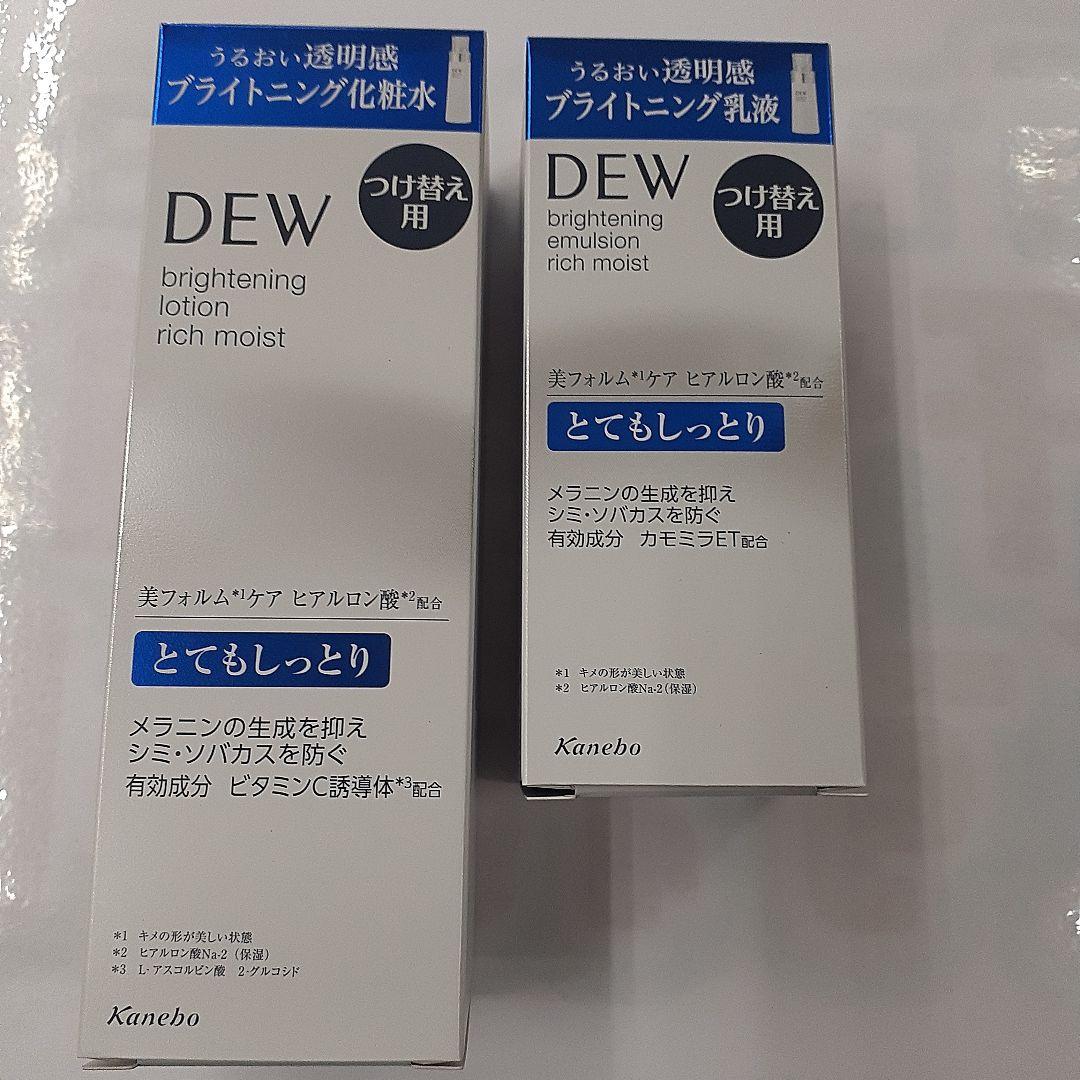 うるおい透明感
ブライトニング化粧水
DEW
つけ替え
用
brightening
lotion
rich moist
美フォルム*1ケア ヒアルロン酸*2配合
とてもしっとり
メラニンの生成を抑え
シミ・ソバカスを防ぐ
有効成分 ビタミンC誘導体*3配合
*1 キメの形が美しい状態
*2 ヒアルロン酸Na-2（保湿）
*3 L-アスコルビン酸 2-グルコシド
Kanebo
うるおい透明感
ブライトニング乳液
DEW
つけ替え
用
brightening
emulsion
rich moist
美フォルム*1ケア ヒアルロン酸*2配合
とてもしっとり
メラニンの生成を抑え
シミ・ソバカスを防ぐ
有効成分 カモミラET配合
*1 キメの形が美しい状態
*2 ヒアルロン酸Na-2（保湿）
Kanebo